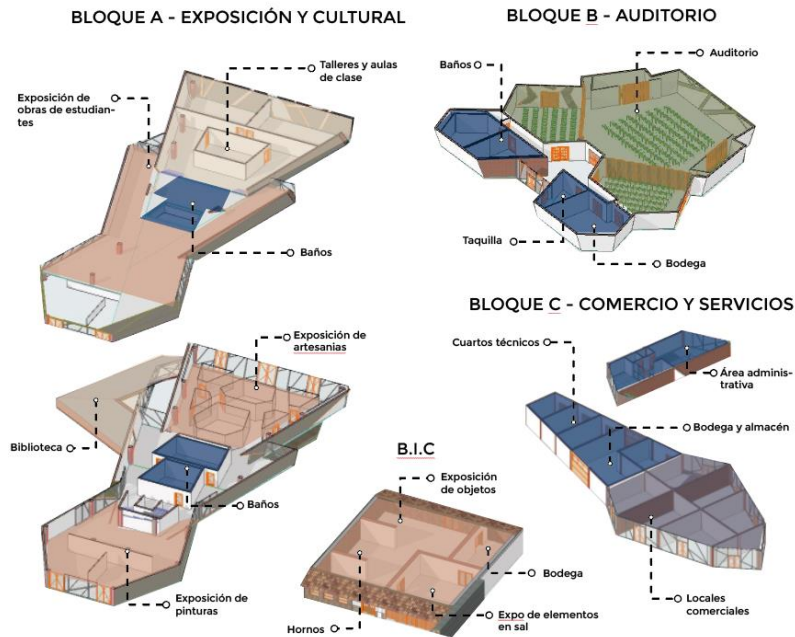 BLOQUE A - EXPOSICIÓN Y CULTURAL
Talleres y aulas
de clase
Exposición de
obras de estudian-
tes
Baños
BLOQUE B - AUDITORIO
Baños
Auditorio
Taquilla
Bodega
Exposición de
artesanias
Biblioteca
Baños
Exposición de
pinturas
B.I.C
Exposición
de objetos
Bodega
Hornos
Expo de elementos
en sal
BLOQUE C - COMERCIO Y SERVICIOS
Cuartos técnicos
Área adminis-
trativa
Bodega y almacén
Locales
comerciales